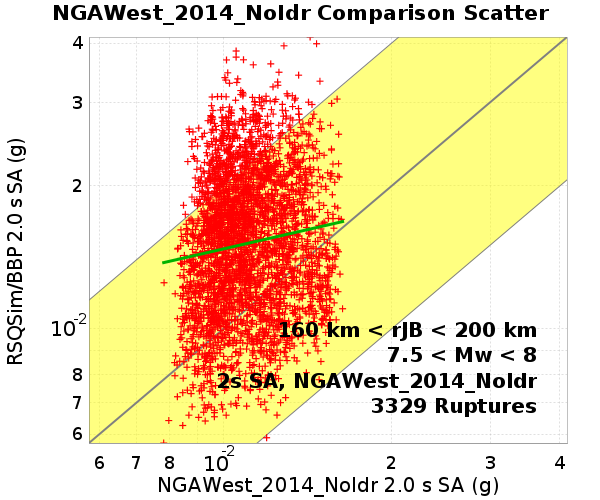 NGAWest_2014_NoIdr Comparison Scatter
RSQSim/BBP 2.0 s SA (g)
4
3
2
10-2
8
7
6
160 km < rJB < 200 km
7.5 < Mw < 8
2s SA, NGAWest_2014_NoIdr
3329 Ruptures
6 7 8 10-2 2 3 4
NGAWest_2014_NoIdr 2.0 s SA (g)